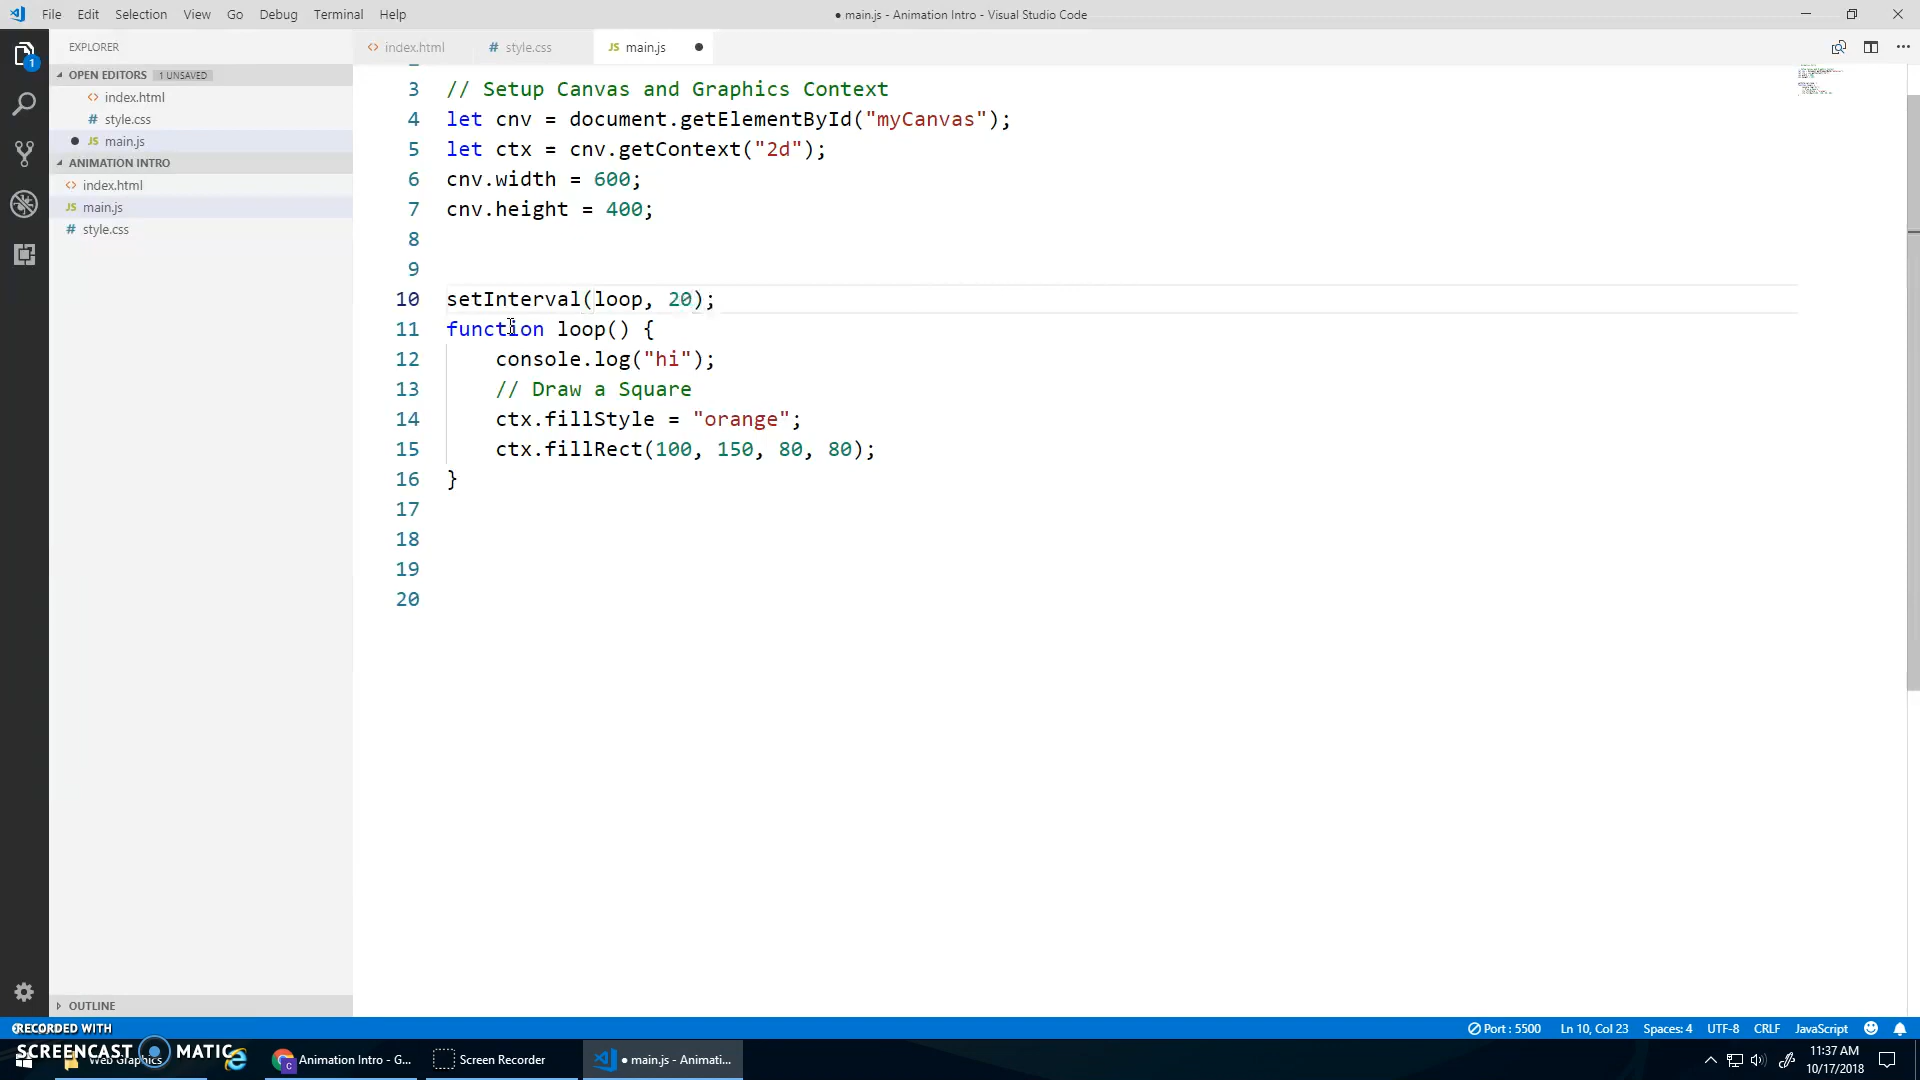 File Edit Selection View Go Debug Terminal Help
● main.js - Animation Intro - Visual Studio Code
EXPLORER
OPEN EDITORS 1 UNSAVED
index.html
style.css
main.js
ANIMATION INTRO
index.html
main.js
style.css
OUTLINE
1
<> index.html # style.css JS main.js ●
3 // Setup Canvas and Graphics Context
4 let cnv = document.getElementById("myCanvas");
5 let ctx = cnv.getContext("2d");
6 cnv.width = 600;
7 cnv.height = 400;
8
9
10 setInterval(loop, 20);
11 function loop() {
12 console.log("hi");
13 // Draw a Square
14 ctx.fillStyle = "orange";
15 ctx.fillRect(100, 150, 80, 80);
16 }
17
18
19
20
Port : 5500 Ln 10, Col 23 Spaces: 4 UTF-8 CRLF JavaScript
RECORDED WITH
SCREENCAST MATIC
Web Graphics
Animation Intro - G...
Screen Recorder
● main.js - Animati...
11:37 AM
10/17/2018